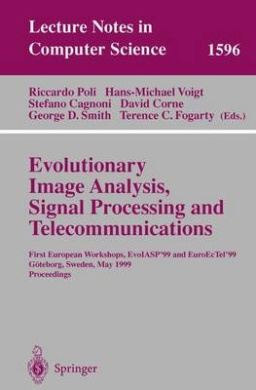 Lecture Notes in
Computer Science 1596
Riccardo Poli Hans-Michael Voigt
Stefano Cagnoni David Corne
George D. Smith Terence C. Fogarty (Eds.)
Evolutionary
Image Analysis,
Signal Processing and
Telecommunications
First European Workshops, EvoIASP'99 and EuroEcTel'99
Göteborg, Sweden, May 1999
Proceedings
Springer